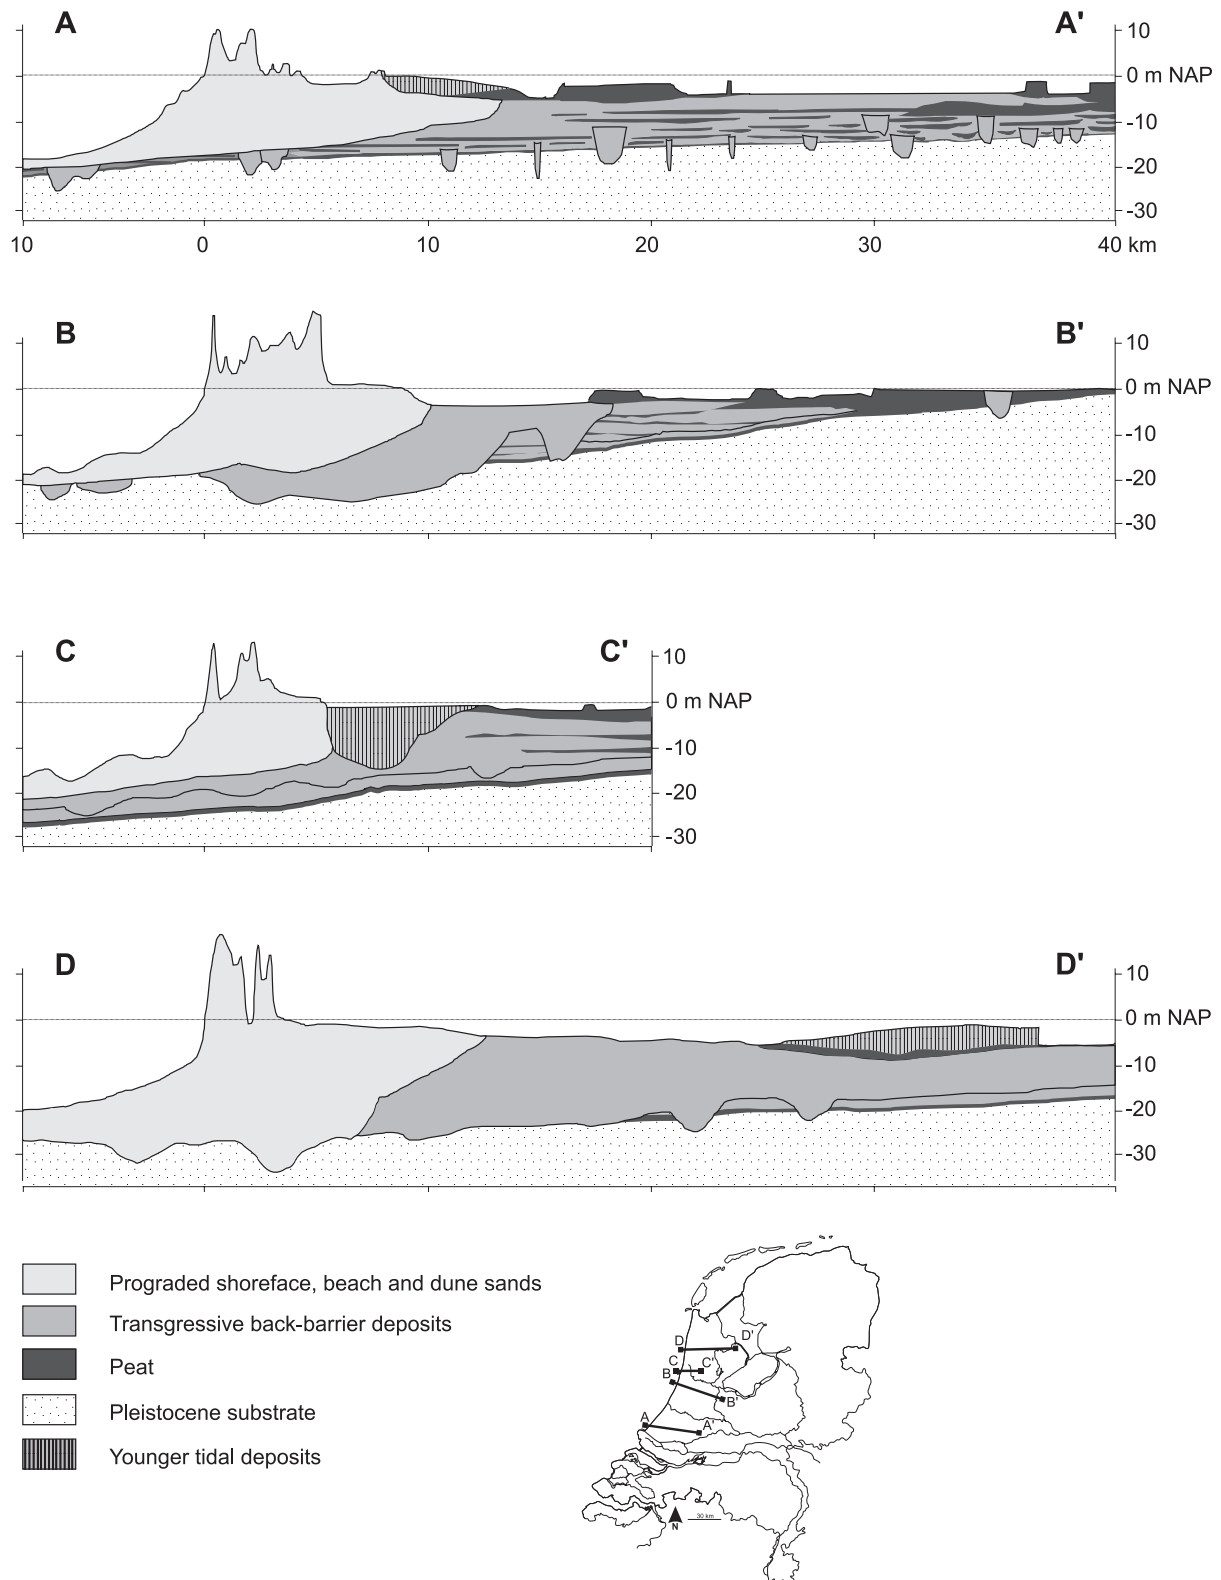 A A'
10
0 m NAP
-10
-20
-30
10 0 10 20 30 40 km
B B'
10
0 m NAP
-10
-20
-30
C C'
10
0 m NAP
-10
-20
-30
D D'
10
0 m NAP
-10
-20
-30
Prograded shoreface, beach and dune sands
Transgressive back-barrier deposits
Peat
Pleistocene substrate
Younger tidal deposits
D D'
C C'
B B'
A A'
N 30 km